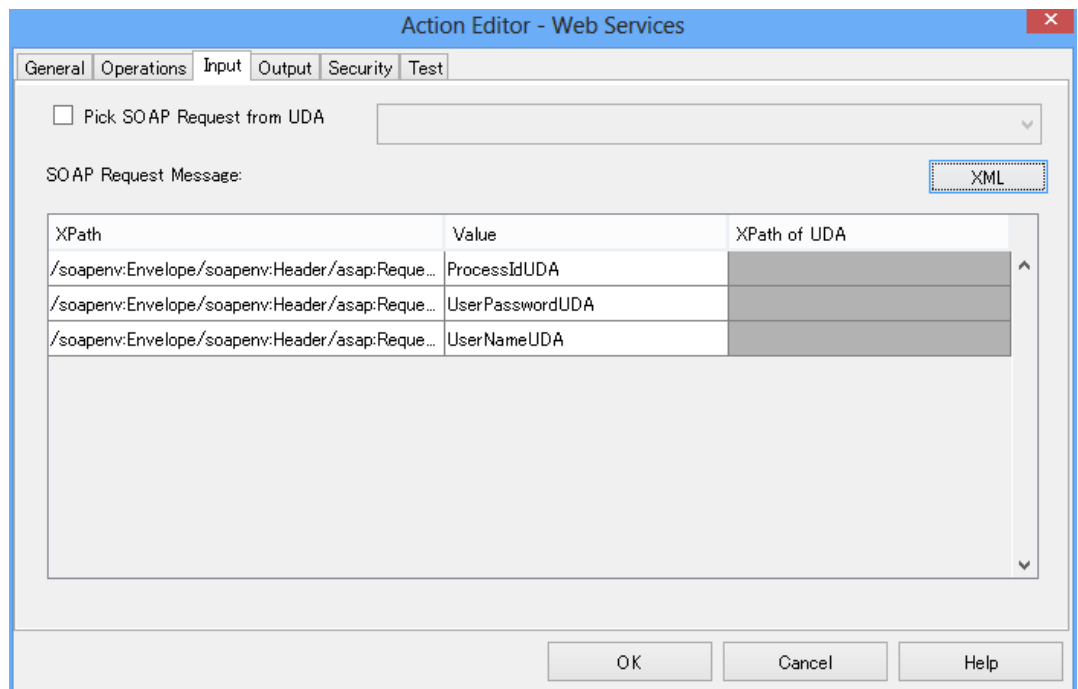 Action Editor - Web Services
General Operations Input Output Security Test
Pick SOAP Request from UDA
SOAP Request Message:
XML
XPath Value XPath of UDA
/soapenv:Envelope/soapenv:Header/asap:Reque... ProcessIdUDA
/soapenv:Envelope/soapenv:Header/asap:Reque... UserPasswordUDA
/soapenv:Envelope/soapenv:Header/asap:Reque... UserNameUDA
OK Cancel Help